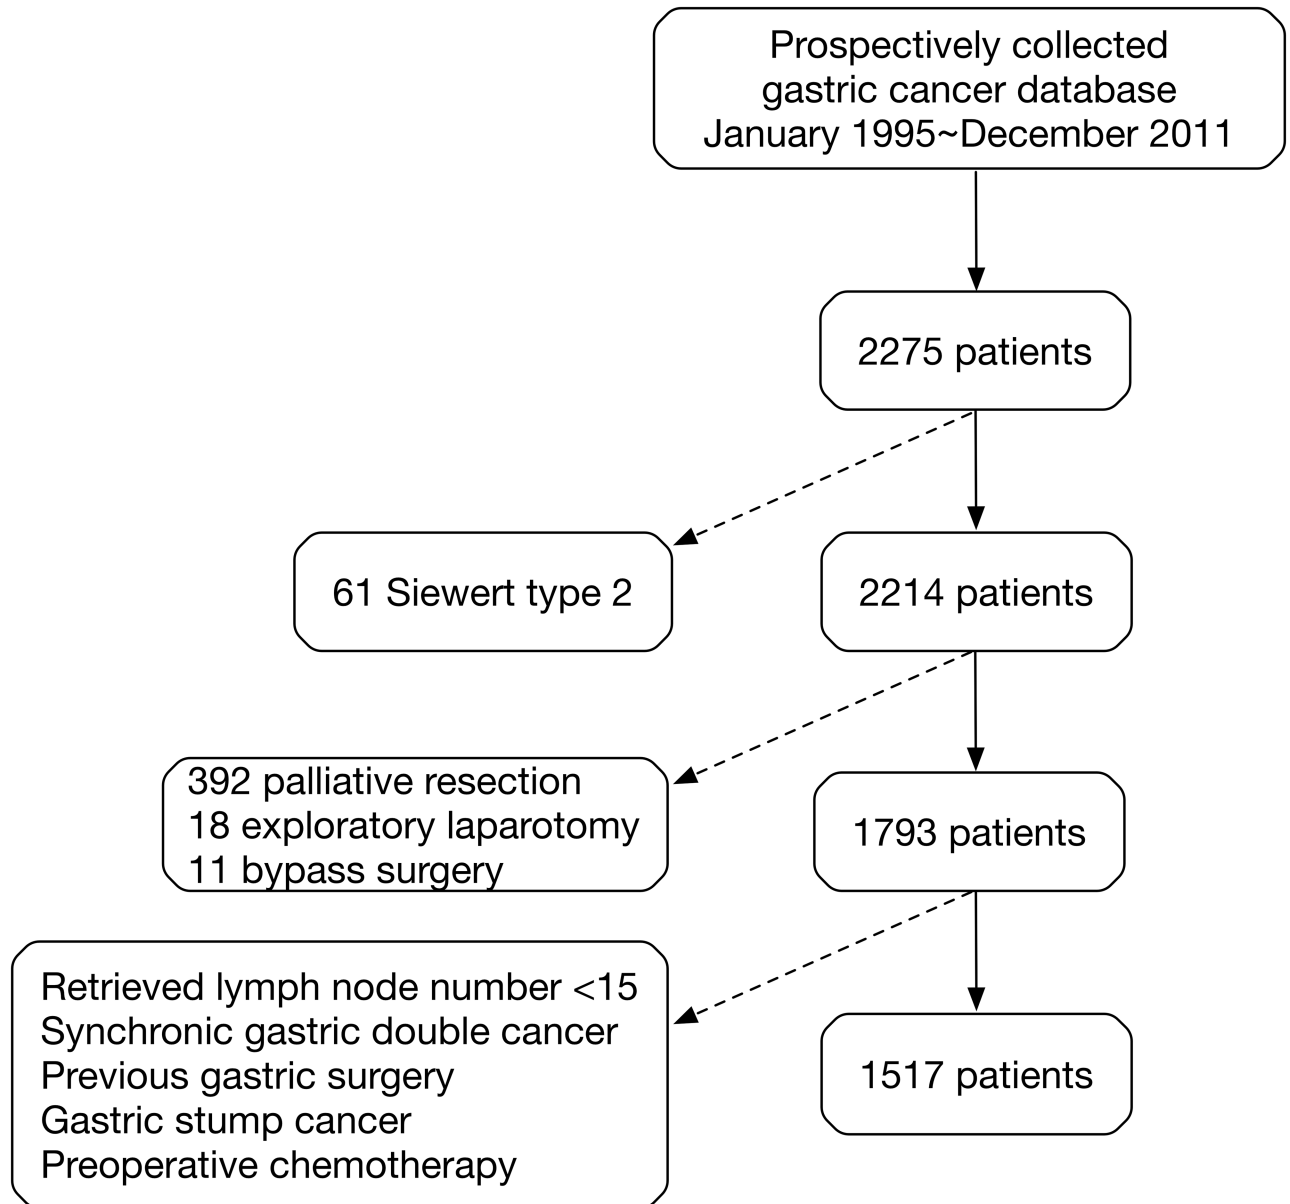 Prospectively collected
gastric cancer database
January 1995~December 2011
2275 patients
61 Siewert type 2
2214 patients
392 palliative resection
18 exploratory laparotomy
11 bypass surgery
1793 patients
Retrieved lymph node number <15
Synchronic gastric double cancer
Previous gastric surgery
Gastric stump cancer
Preoperative chemotherapy
1517 patients